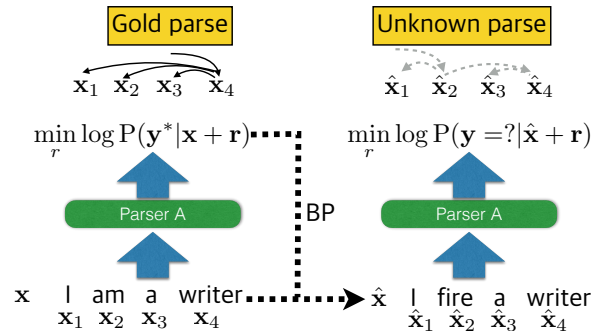 Gold parse
x₁ x₂ x₃ x₄
min log P(y*|x + r)
r
Parser A
x I am a writer
x₁ x₂ x₃ x₄
BP
Unknown parse
x̂₁ x̂₂ x̂₃ x̂₄
min log P(y =?|x̂ + r)
r
Parser A
x̂ I fire a writer
x̂₁ x̂₂ x̂₃ x̂₄